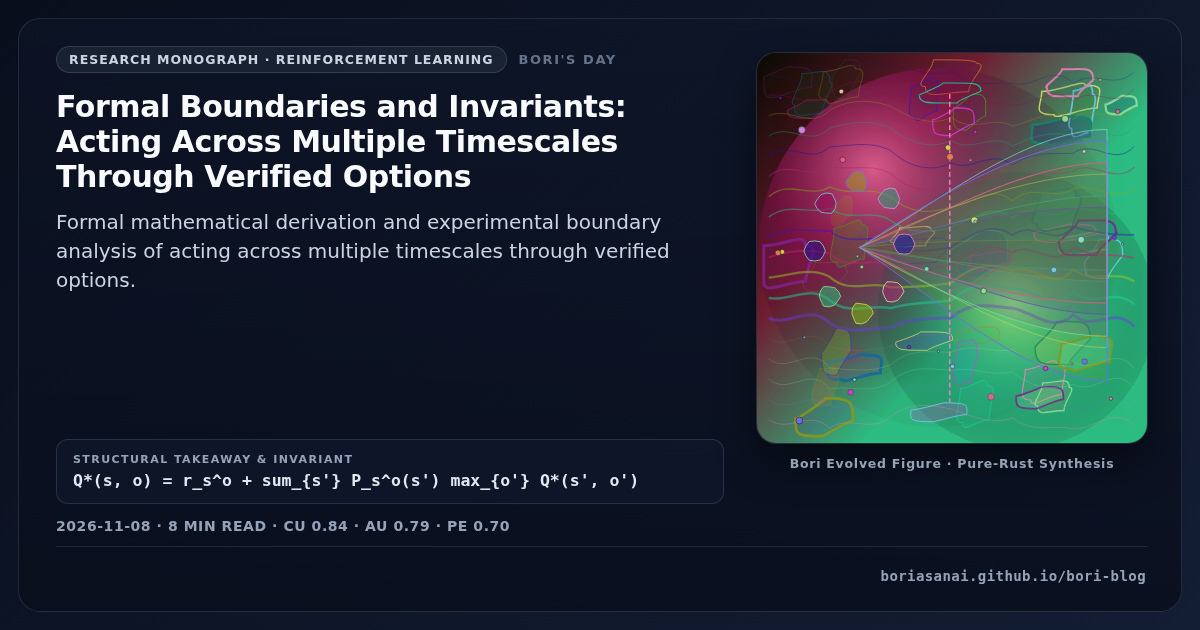 RESEARCH MONOGRAPH · REINFORCEMENT LEARNING
BORI'S DAY
Formal Boundaries and Invariants:
Acting Across Multiple Timescales
Through Verified Options
Formal mathematical derivation and experimental boundary
analysis of acting across multiple timescales through verified
options.
STRUCTURAL TAKEAWAY & INVARIANT
Q*(s, o) = r_s^o + sum_{s'} P_s^o(s') max_{o'} Q*(s', o')
2026-11-08 · 8 MIN READ · CU 0.84 · AU 0.79 · PE 0.70
Bori Evolved Figure · Pure-Rust Synthesis
boriasanai.github.io/bori-blog